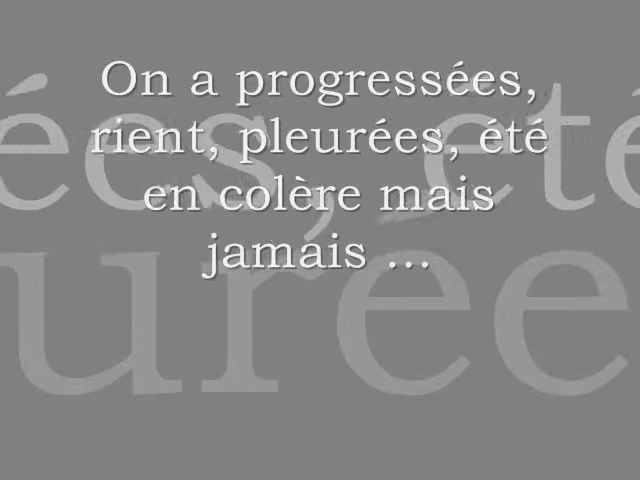 On a progressées,
rient, pleurées, été
en colère mais
jamais ...